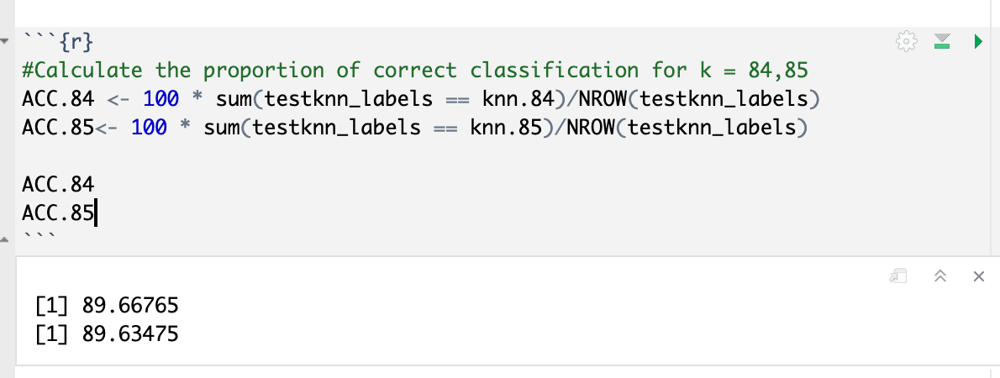 ```{r}
#Calculate the proportion of correct classification for k = 84,85
ACC.84 <- 100 * sum(testknn_labels == knn.84)/NROW(testknn_labels)
ACC.85<- 100 * sum(testknn_labels == knn.85)/NROW(testknn_labels)
ACC.84
ACC.85
```
[1] 89.66765
[1] 89.63475